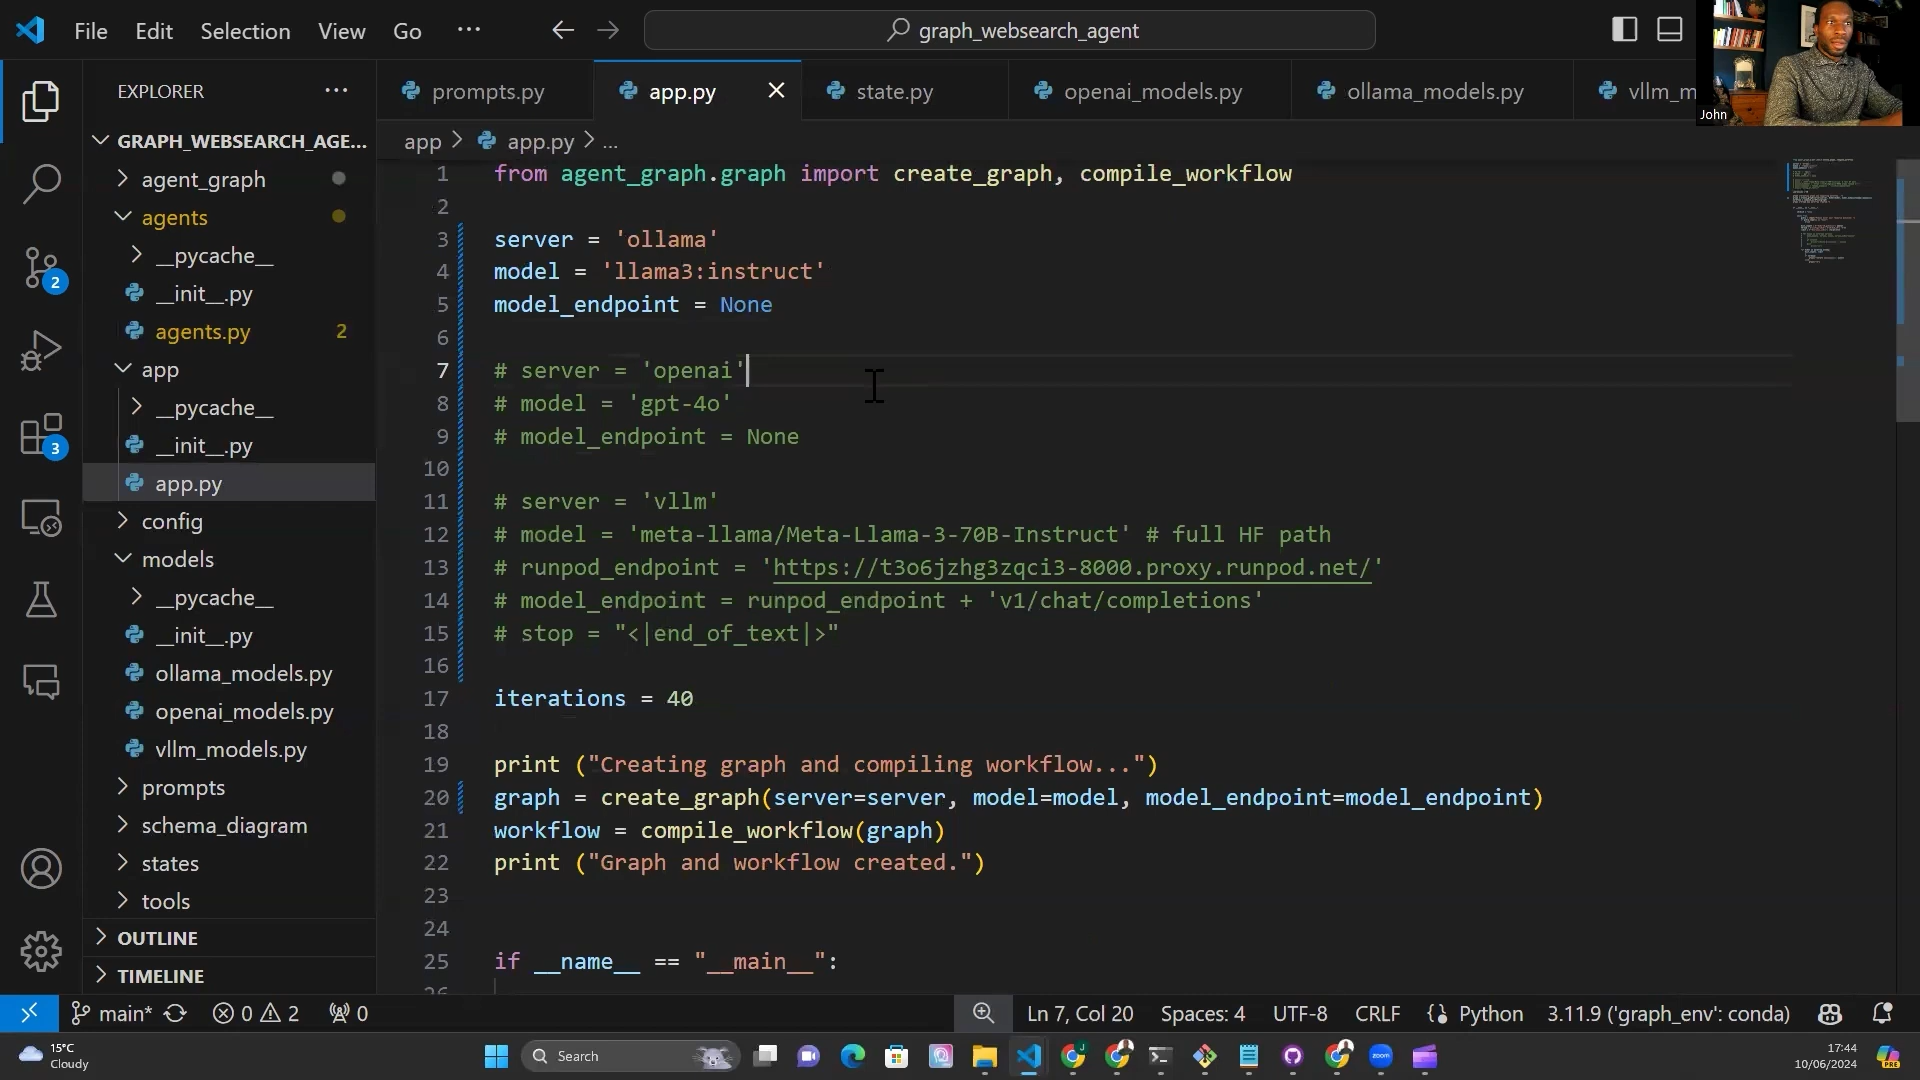 File Edit Selection View Go ···
graph_websearch_agent
John
EXPLORER ···
GRAPH_WEBSEARCH_AGE...
agent_graph
agents
__pycache__
__init__.py
agents.py 2
app
__pycache__
__init__.py
app.py
config
models
__pycache__
__init__.py
ollama_models.py
openai_models.py
vllm_models.py
prompts
schema_diagram
states
tools
OUTLINE
TIMELINE
2
3
prompts.py app.py state.py openai_models.py ollama_models.py vllm_m
app > app.py > ...
1 from agent_graph.graph import create_graph, compile_workflow
2
3 server = 'ollama'
4 model = 'llama3:instruct'
5 model_endpoint = None
6
7 # server = 'openai'
8 # model = 'gpt-4o'
9 # model_endpoint = None
10
11 # server = 'vllm'
12 # model = 'meta-llama/Meta-Llama-3-70B-Instruct' # full HF path
13 # runpod_endpoint = 'https://t3o6jzhg3zqci3-8000.proxy.runpod.net/'
14 # model_endpoint = runpod_endpoint + 'v1/chat/completions'
15 # stop = "<|end_of_text|>"
16
17 iterations = 40
18
19 print ("Creating graph and compiling workflow...")
20 graph = create_graph(server=server, model=model, model_endpoint=model_endpoint)
21 workflow = compile_workflow(graph)
22 print ("Graph and workflow created.")
23
24
25 if __name__ == "__main__":
26
main* 0 2 0 Ln 7, Col 20 Spaces: 4 UTF-8 CRLF Python 3.11.9 ('graph_env': conda)
15°C
Cloudy
Search
zoom
17:44
10/06/2024
PRE